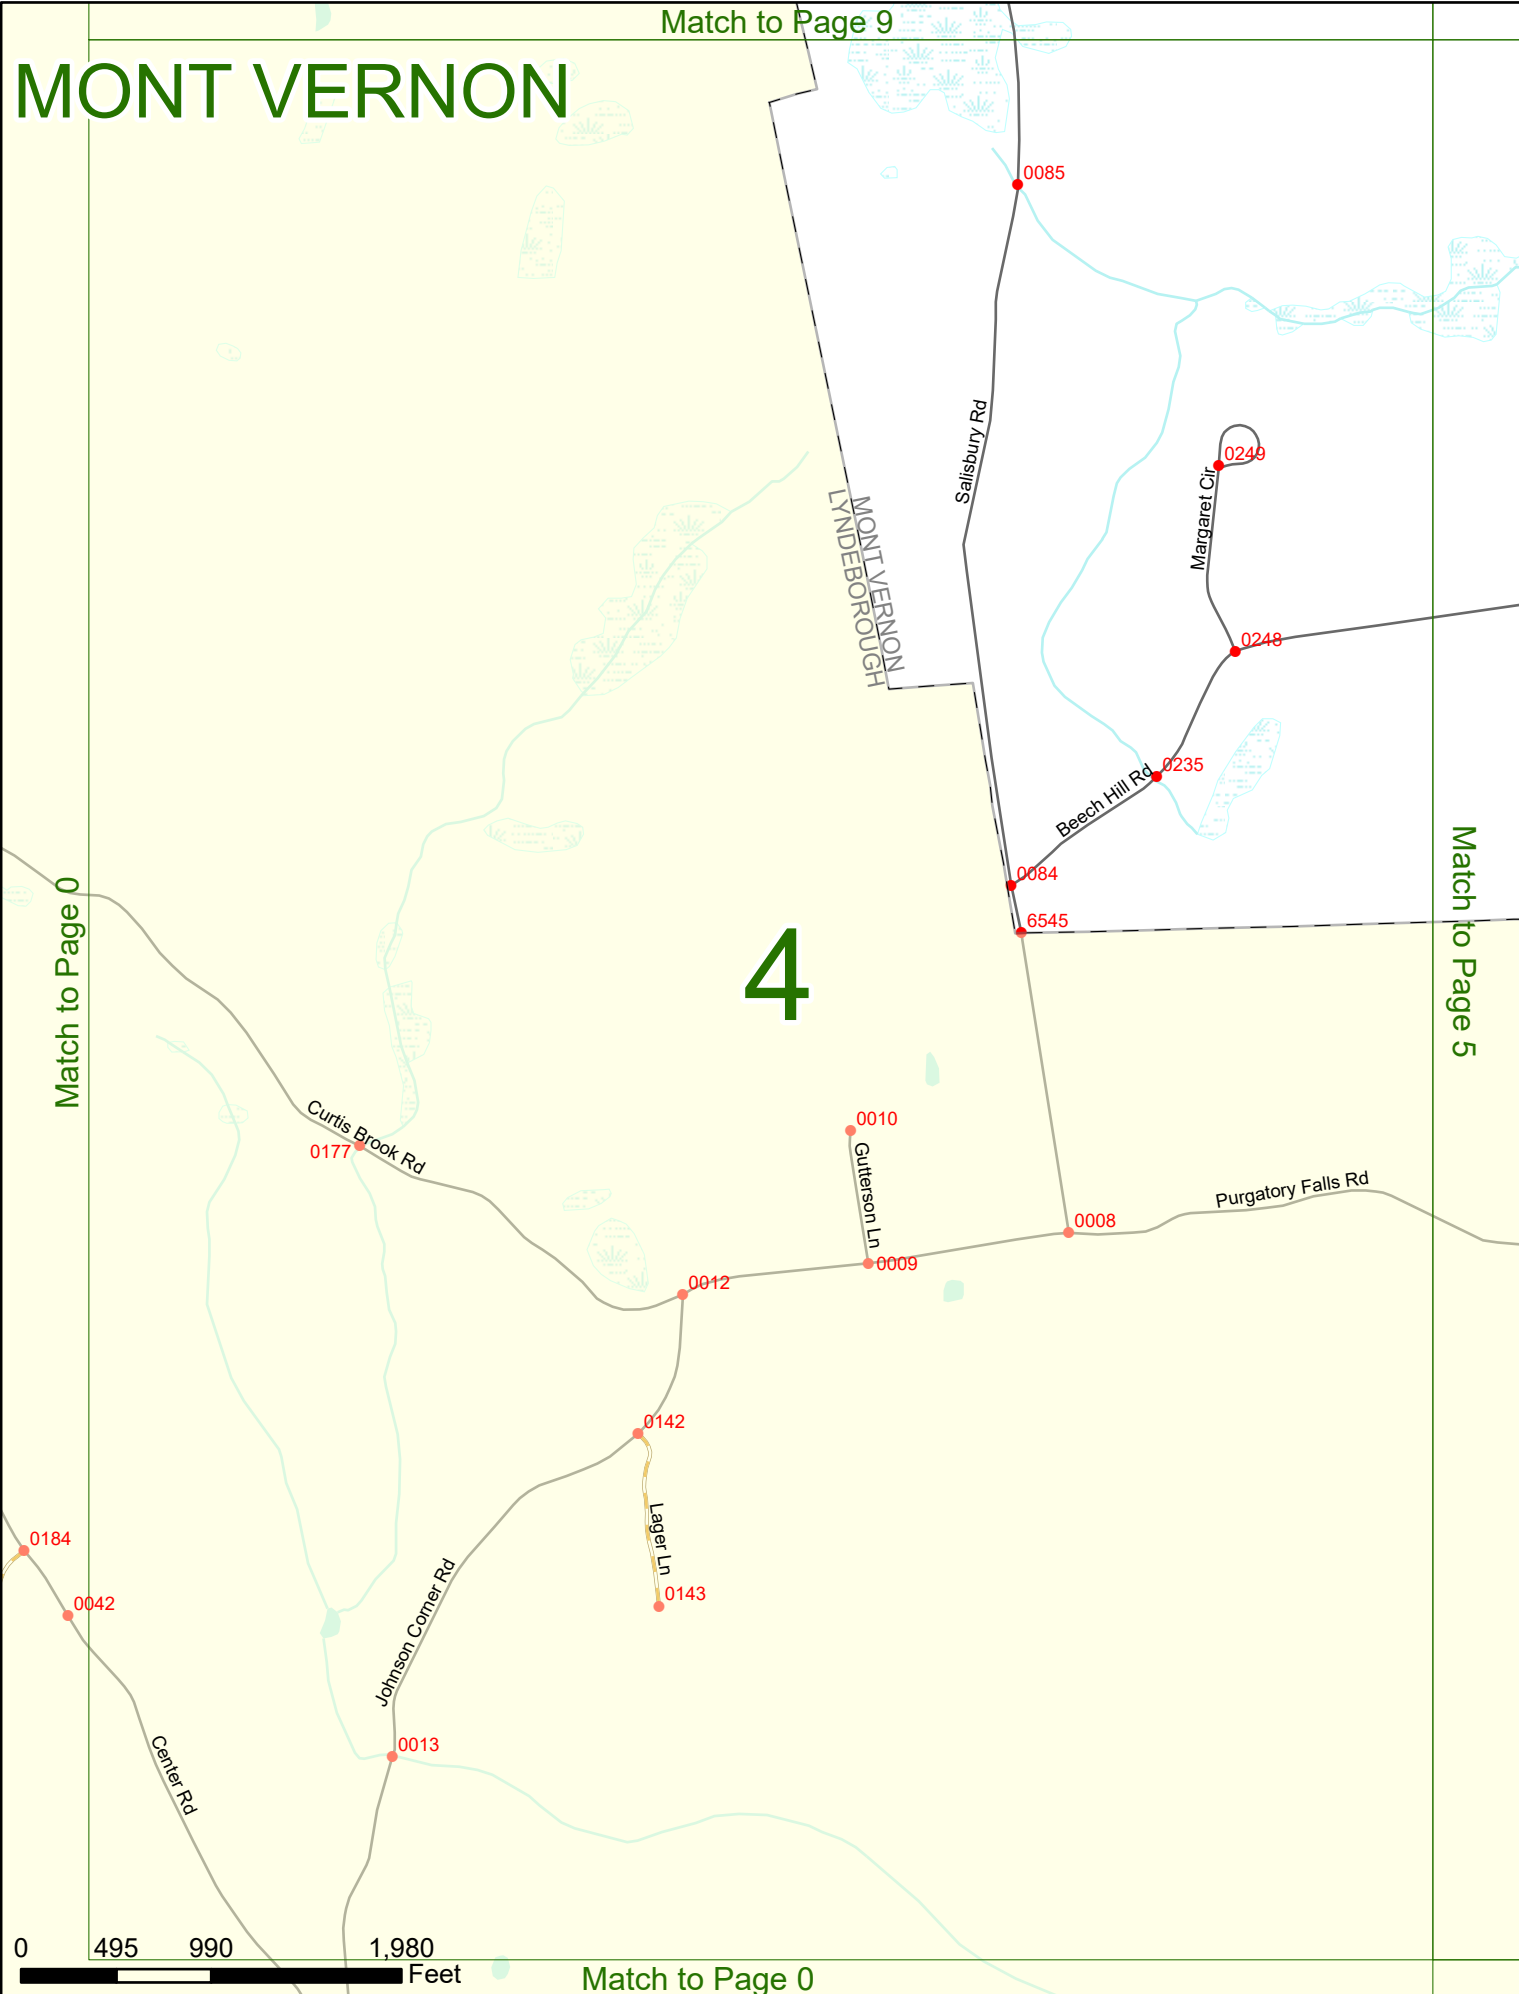 Match to Page 9
MONT VERNON
0085
Salisbury Rd
0249
Margaret Cir
MONT VERNON
LYNDEBOROUGH
0248
0235
Beech Hill Rd
0084
6545
Match to Page 0
4
Match to Page 5
Curtis Brook Rd
0177
0010
Gutterson Ln
Purgatory Falls Rd
0008
0009
0012
0142
Lager Ln
0143
0184
0042
Johnson Corner Rd
0013
Center Rd
0 495 990 1,980
Feet
Match to Page 0